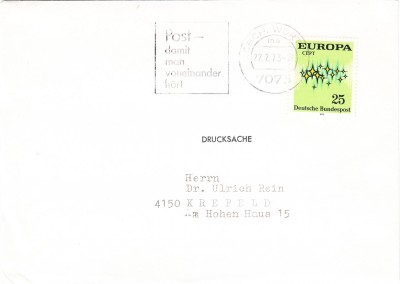 Post –
damit
man
voneinander
hört
7073
EUROPA
CEPT
25
Deutsche Bundespost
DRUCKSACHE
Herrn
Dr. Ulrich Hein
4150 KREFELD
Hohen Haus 15